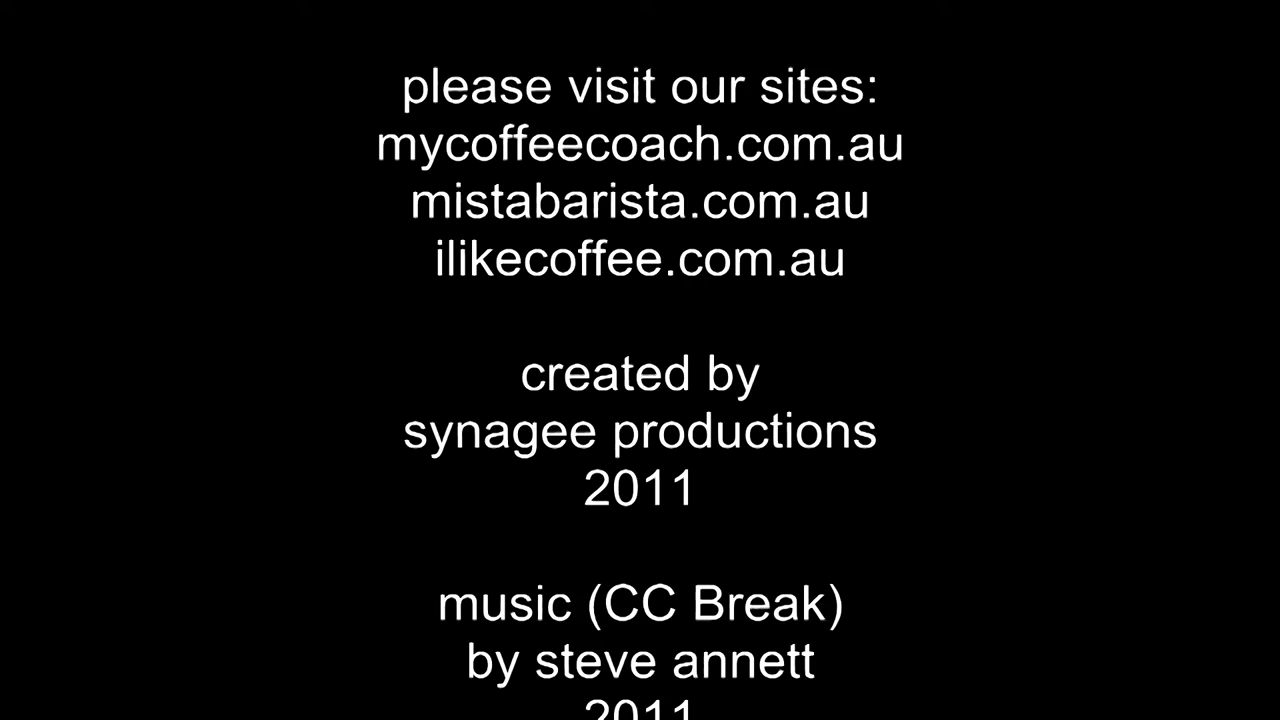 please visit our sites:
mycoffeecoach.com.au
mistabarista.com.au
ilikecoffee.com.au
created by
synagee productions
2011
music (CC Break)
by steve annett
2011